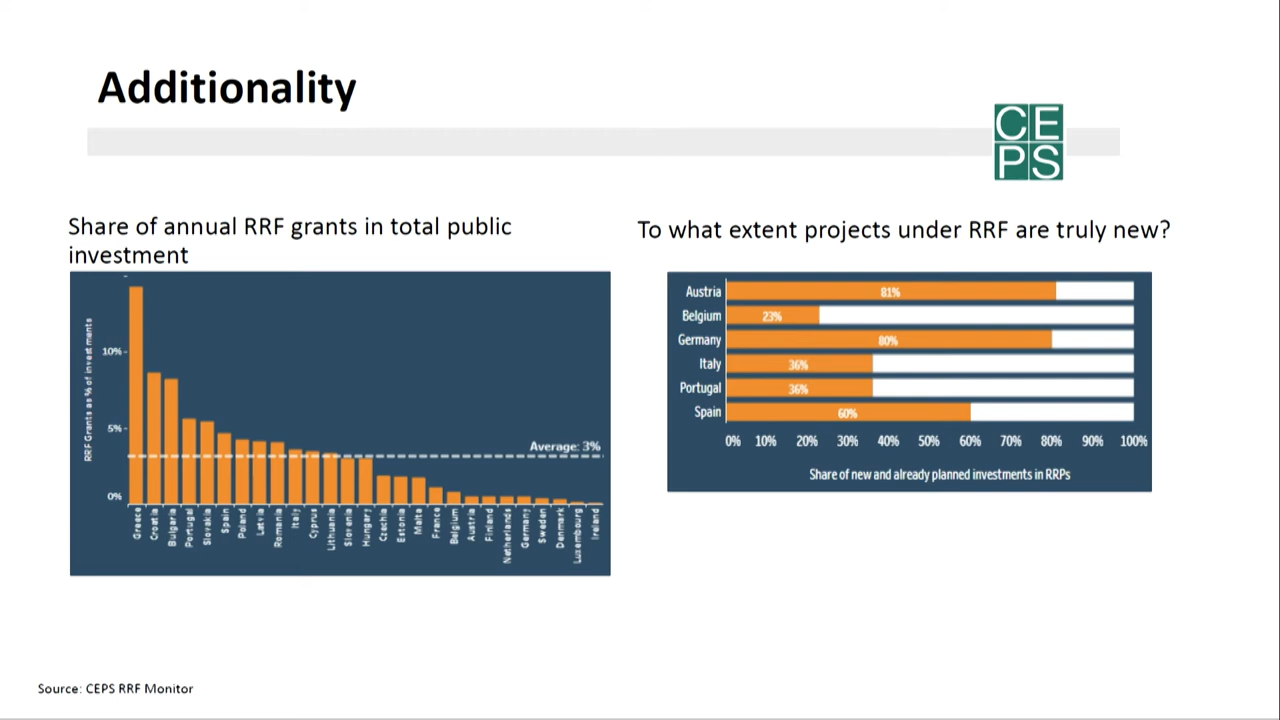 Additionality
CE
PS
Share of annual RRF grants in total public
investment
RRF Grants as % of investments
10%
5%
0%
Average: 3%
Greece
Croatia
Bulgaria
Portugal
Slovakia
Spain
Poland
Latvia
Romania
Italy
Cyprus
Lithuania
Slovenia
Hungary
Czechia
Estonia
Malta
France
Belgium
Austria
Finland
Netherlands
Germany
Sweden
Denmark
Luxembourg
Ireland
To what extent projects under RRF are truly new?
Austria 81%
Belgium 23%
Germany 80%
Italy 36%
Portugal 36%
Spain 60%
0% 10% 20% 30% 40% 50% 60% 70% 80% 90% 100%
Share of new and already planned investments in RRPs
Source: CEPS RRF Monitor